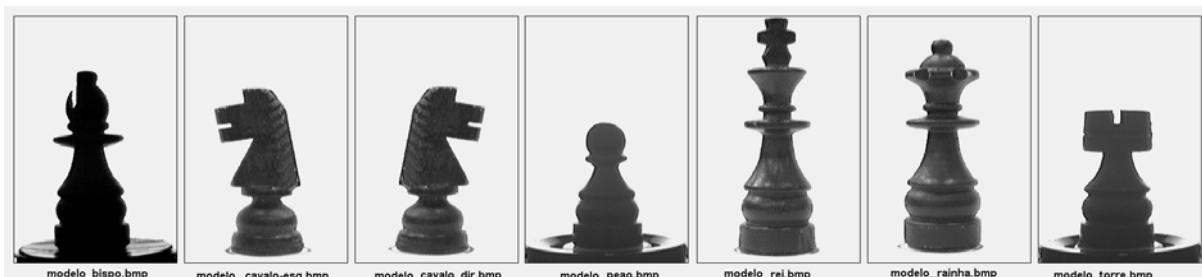 modelo_bispo.bmp
modelo_cavalo-esq.bmp
modelo_cavalo_dir.bmp
modelo_peao.bmp
modelo_rei.bmp
modelo_rainha.bmp
modelo_torre.bmp